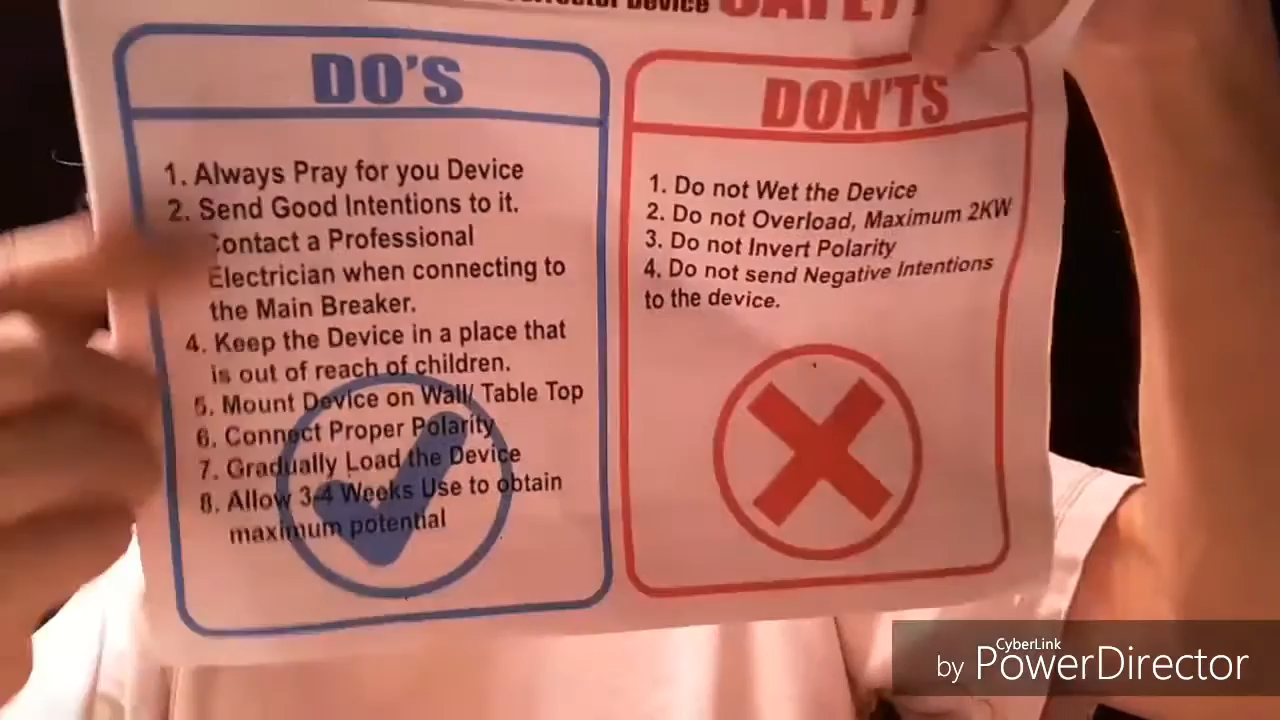 Device SAFETY
DO'S
1. Always Pray for you Device
2. Send Good Intentions to it.
Contact a Professional
Electrician when connecting to
the Main Breaker.
4. Keep the Device in a place that
is out of reach of children.
5. Mount Device on Wall/ Table Top
6. Connect Proper Polarity
7. Gradually Load the Device
8. Allow 3-4 Weeks Use to obtain
maximum potential
DON'TS
1. Do not Wet the Device
2. Do not Overload, Maximum 2KW
3. Do not Invert Polarity
4. Do not send Negative Intentions
to the device.
CyberLink
by PowerDirector